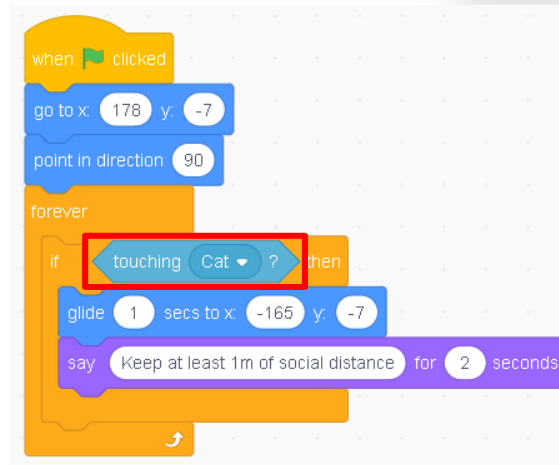 when clicked
go to x: 178 y: -7
point in direction 90
forever
if touching Cat ? then
glide 1 secs to x: -165 y: -7
say Keep at least 1m of social distance for 2 seconds